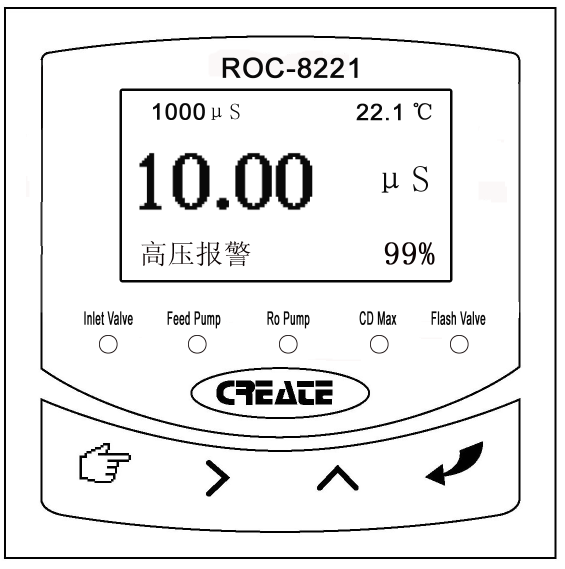 ROC-8221
1000μS 22.1 ℃
10.00 μS
高压报警 99%
Inlet Valve Feed Pump Ro Pump CD Max Flash Valve
CREATE